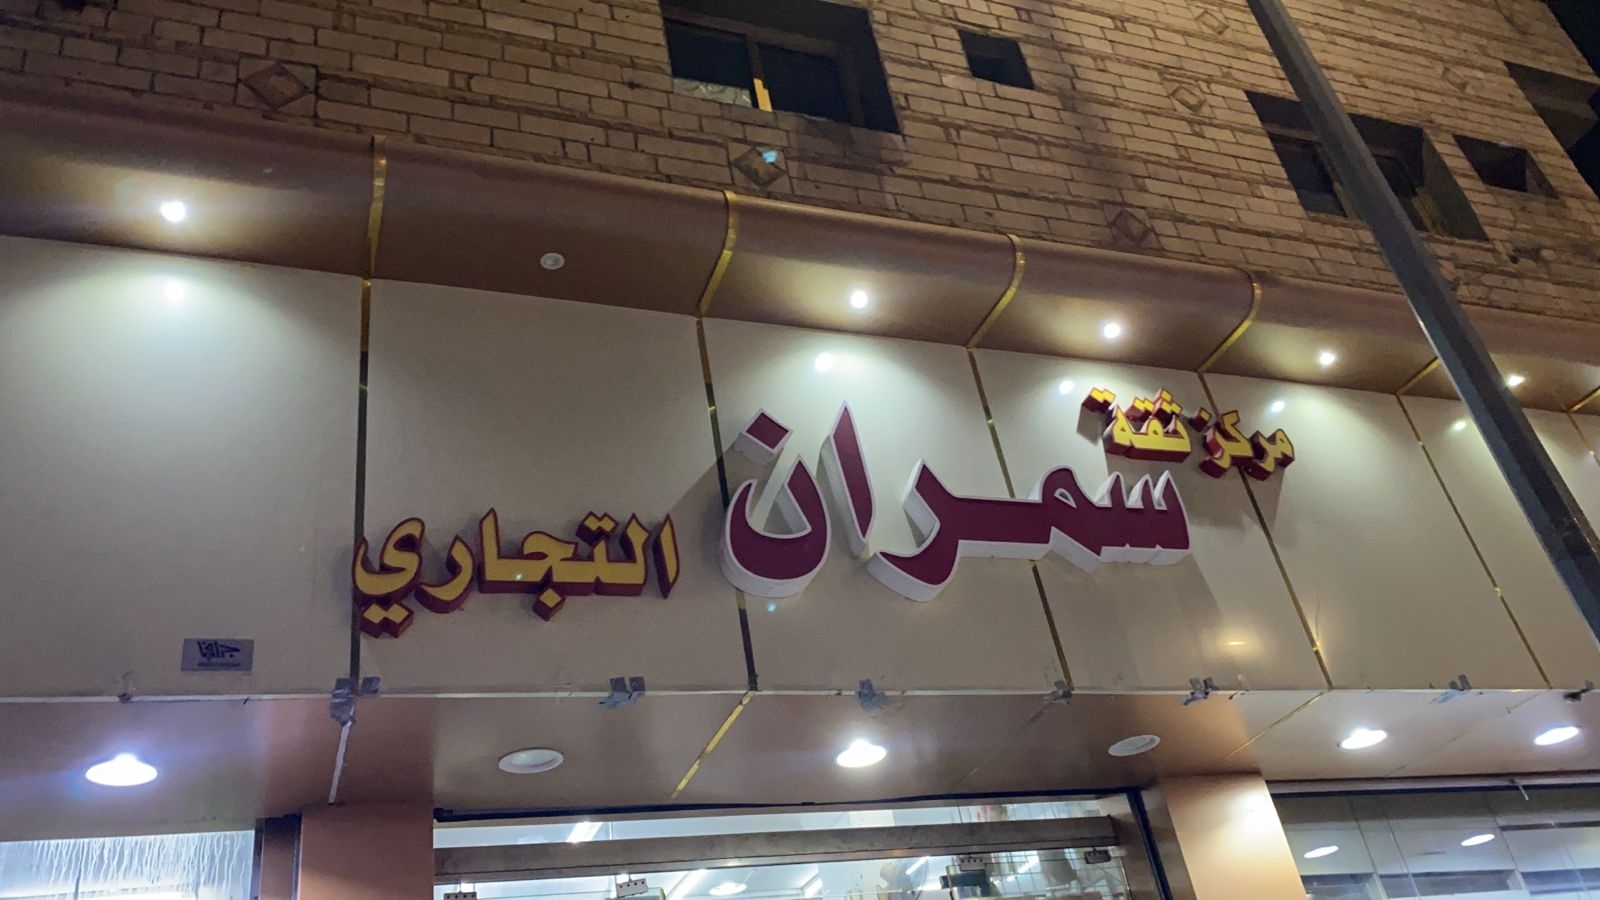 مركز ثقة
سمران
التجاري